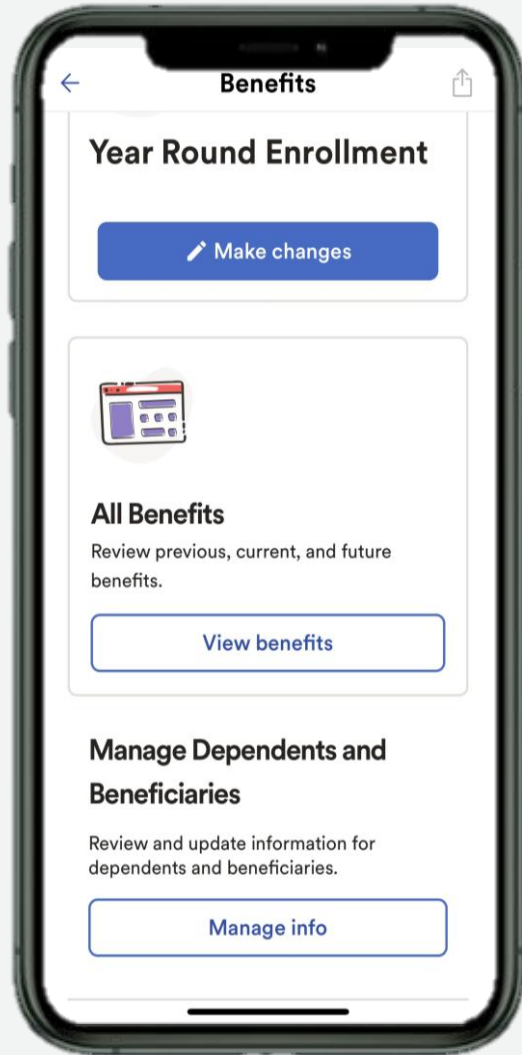 Benefits
Year Round Enrollment
Make changes
All Benefits
Review previous, current, and future
benefits.
View benefits
Manage Dependents and
Beneficiaries
Review and update information for
dependents and beneficiaries.
Manage info